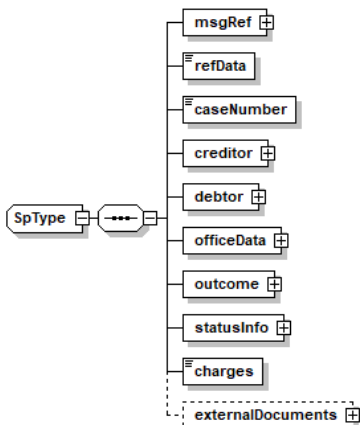 msgRef
refData
caseNumber
creditor
SpType
debtor
officeData
outcome
statusInfo
charges
externalDocuments